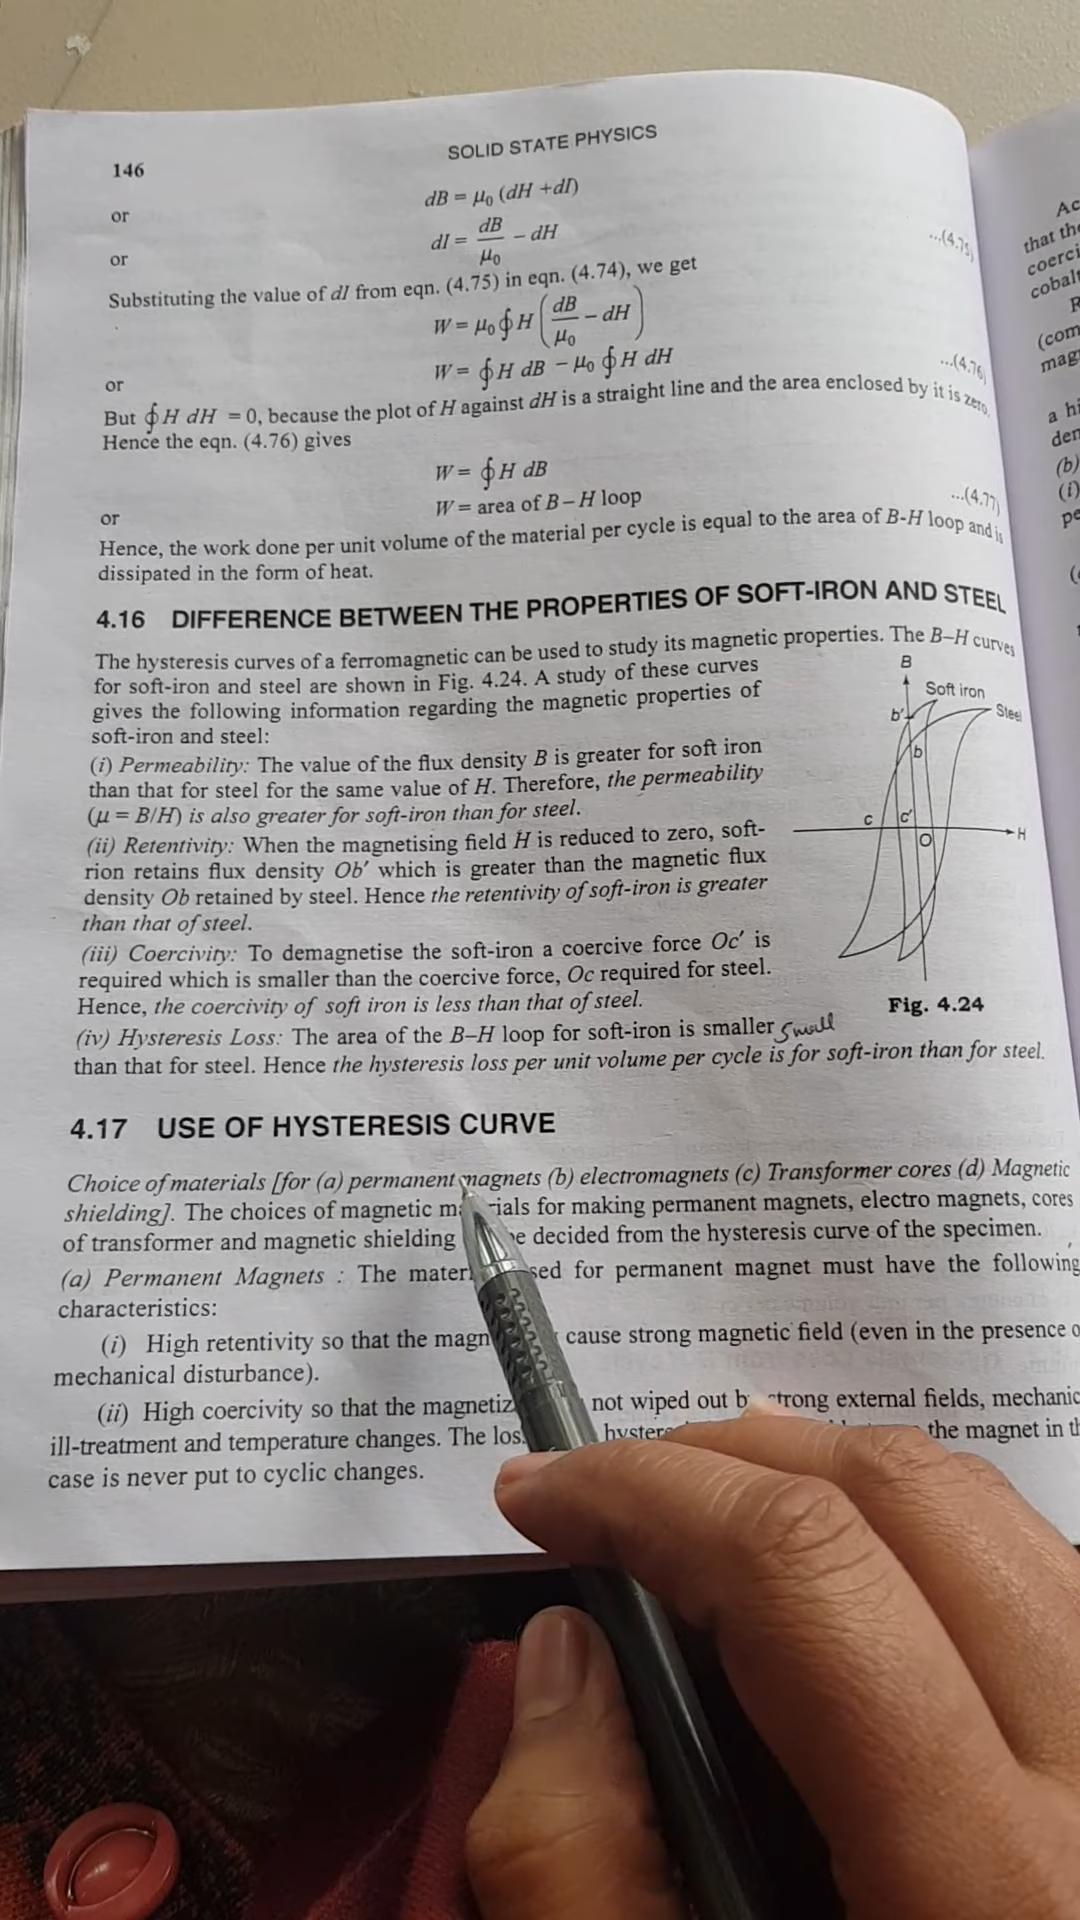 146
SOLID STATE PHYSICS
dB = μ₀ (dH +dI)
or
dI = dB/μ₀ – dH
...(4.75)
or
Substituting the value of dI from eqn. (4.75) in eqn. (4.74), we get
W = μ₀ ∮ H (dB/μ₀ – dH)
or
W = ∮ H dB – μ₀ ∮ H dH
...(4.76)
But ∮ H dH = 0, because the plot of H against dH is a straight line and the area enclosed by it is zero.
Hence the eqn. (4.76) gives
W = ∮ H dB
or
W = area of B – H loop
...(4.77)
Hence, the work done per unit volume of the material per cycle is equal to the area of B-H loop and is
dissipated in the form of heat.
4.16 DIFFERENCE BETWEEN THE PROPERTIES OF SOFT-IRON AND STEEL
The hysteresis curves of a ferromagnetic can be used to study its magnetic properties. The B–H curves
for soft-iron and steel are shown in Fig. 4.24. A study of these curves
gives the following information regarding the magnetic properties of
soft-iron and steel:
(i) Permeability: The value of the flux density B is greater for soft iron
than that for steel for the same value of H. Therefore, the permeability
(μ = B/H) is also greater for soft-iron than for steel.
(ii) Retentivity: When the magnetising field H is reduced to zero, soft-
rion retains flux density Ob′ which is greater than the magnetic flux
density Ob retained by steel. Hence the retentivity of soft-iron is greater
than that of steel.
(iii) Coercivity: To demagnetise the soft-iron a coercive force Oc′ is
required which is smaller than the coercive force, Oc required for steel.
Hence, the coercivity of soft iron is less than that of steel.
B
Soft iron
Steel
b′
b
c
c′
O
H
Fig. 4.24
(iv) Hysteresis Loss: The area of the B–H loop for soft-iron is smaller small
than that for steel. Hence the hysteresis loss per unit volume per cycle is for soft-iron than for steel.
4.17 USE OF HYSTERESIS CURVE
Choice of materials [for (a) permanent magnets (b) electromagnets (c) Transformer cores (d) Magnetic
shielding]. The choices of magnetic ma rials for making permanent magnets, electro magnets, cores
of transformer and magnetic shielding e decided from the hysteresis curve of the specimen.
(a) Permanent Magnets : The mater sed for permanent magnet must have the following
characteristics:
(i) High retentivity so that the magn cause strong magnetic field (even in the presence o
mechanical disturbance).
(ii) High coercivity so that the magnetiz not wiped out b strong external fields, mechanic
ill-treatment and temperature changes. The los hyster the magnet in th
case is never put to cyclic changes.
Ac
that the
coerci
cobalt
R
(com
mag
a hi
den
(b)
(i)
pe